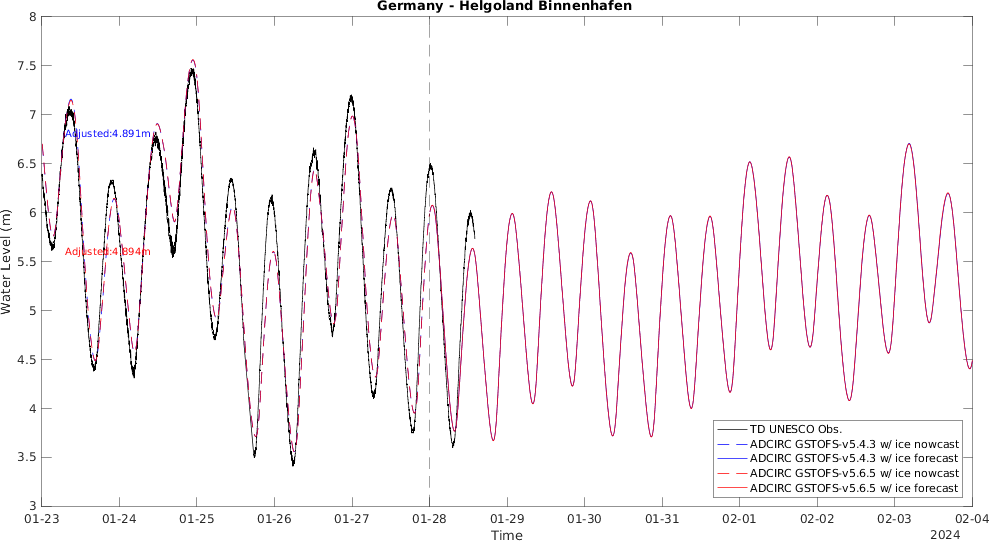 Germany - Helgoland Binnenhafen
8
7.5
7
6.5
6
5.5
5
4.5
4
3.5
3
Water Level (m)
Adjusted:4.891m
Adjusted:4.894m
TD UNESCO Obs.
ADCIRC GSTOFS-v5.4.3 w/ ice nowcast
ADCIRC GSTOFS-v5.4.3 w/ ice forecast
ADCIRC GSTOFS-v5.6.5 w/ ice nowcast
ADCIRC GSTOFS-v5.6.5 w/ ice forecast
01-23 01-24 01-25 01-26 01-27 01-28 01-29 01-30 01-31 02-01 02-02 02-03 02-04
Time
2024